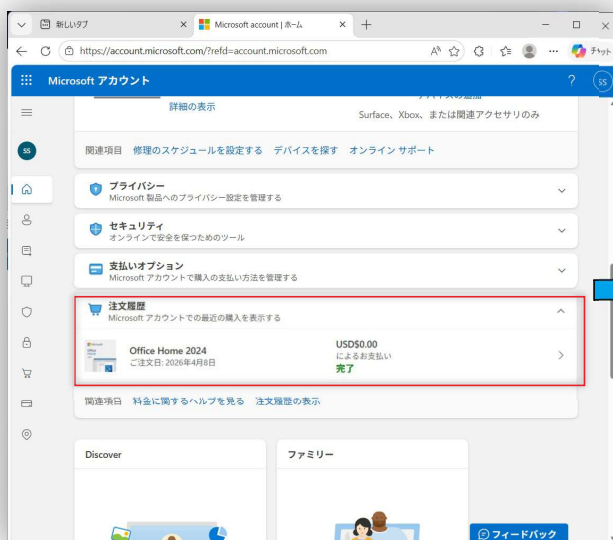 新しいタブ
Microsoft account | ホーム
https://account.microsoft.com/?refd=account.microsoft.com
チャット
Microsoft アカウント
?
SS
詳細の表示
Surface、Xbox、または関連アクセサリのみ
SS
関連項目 修理のスケジュールを設定する デバイスを探す オンライン サポート
プライバシー
Microsoft 製品へのプライバシー設定を管理する
セキュリティ
オンラインで安全を保つためのツール
支払いオプション
Microsoft アカウントで購入の支払い方法を管理する
注文履歴
Microsoft アカウントでの最近の購入を表示する
Office Home 2024
ご注文日: 2026年4月8日
USD$0.00
によるお支払い
完了
関連項目 料金に関するヘルプを見る 注文履歴の表示
Discover
ファミリー
フィードバック